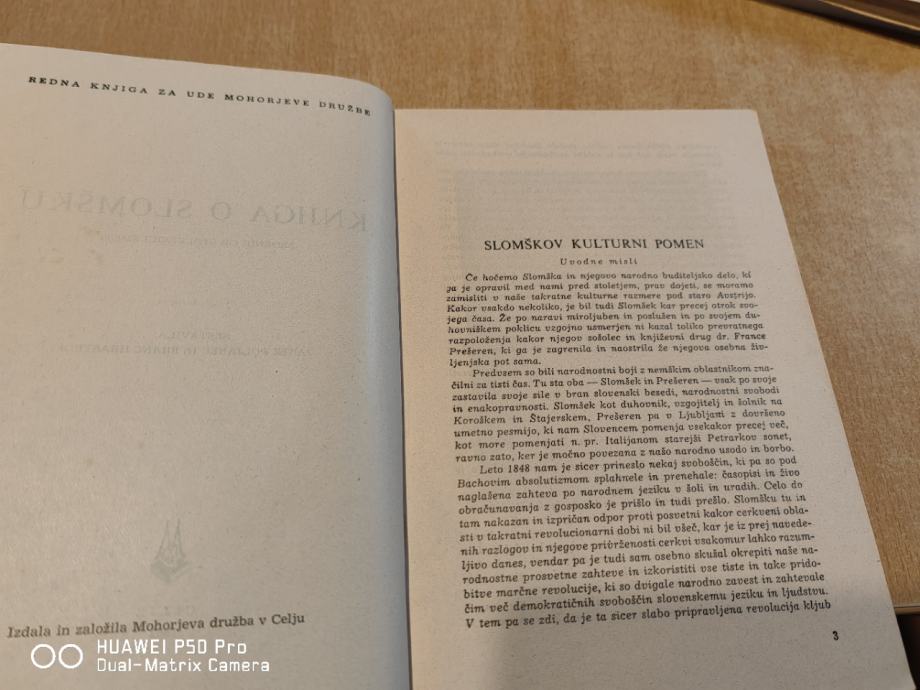 REDNA KNJIGA ZA UDE MOHORJEVE DRUŽBE
KNJIGA O SLOMŠKU
Izdala in založila Mohorjeva družba v Celju
SLOMŠKOV KULTURNI POMEN
Uvodne misli
Če hočemo Slomška in njegovo narodno buditeljsko delo, ki
ga je opravil med nami pred stoletjem, prav dojeti, se moramo
zamisliti v naše takratne kulturne razmere pod staro Avstrijo.
Kakor vsakdo nekoliko, je bil tudi Slomšek kar precej otrok svo-
jega časa. Že po naravi miroljuben in poslušen in po svojem du-
hovniškem poklicu vzgojno usmerjen ni kazal toliko prevratnega
razpoloženja kakor njegov sošolec in književni drug dr. France
Prešeren, ki ga je zagrenila in naostrila že njegova osebna živ-
ljenjska pot sama.
Predvsem so bili narodnostni boji z nemškim oblastnikom zna-
čilni za tisti čas. Tu sta oba — Slomšek in Prešeren — vsak po svoje
zastavila svoje sile v bran slovenski besedi, narodnostni svobodi
in enakopravnosti. Slomšek kot duhovnik, vzgojitelj in šolnik na
Koroškem in Štajerskem, Prešeren pa v Ljubljani z dovršeno
umetno pesmijo, ki nam Slovencem pomenja vsekakor precej več,
kot more pomenjati n. pr. Italijanom starejši Petrarkov sonet,
ravno zato, ker je močno povezana z našo narodno usodo in borbo.
Leto 1848 nam je sicer prineslo nekaj svoboščin, ki pa so pod
Bachovim absolutizmom splahnele in prenehale: časopisi in živo
naglašena zahteva po narodnem jeziku v šoli in uradih. Celo do
obračunavanja z gosposko je prišlo in tudi prešlo. Slomšku tu in
tam nakazan in izpričan odpor proti posvetni kakor cerkveni obla-
sti v takratni revolucionarni dobi ni bil všeč, kar je iz prej navede-
nih razlogov in njegove privrženosti cerkvi vsakomur lahko razum-
ljivo danes, vendar pa je tudi sam osebno skušal okrepiti naše na-
rodnostne prosvetne zahteve in izkoristiti vse tiste in take prido-
bitve marčne revolucije, ki so dvigale narodno zavest in zahtevale
čim več demokratičnih svoboščin slovenskemu jeziku in ljudstvu.
V tem pa se zdi, da je ta sicer slabo pripravljena revolucija kljub
3
HUAWEI P50 Pro
Dual-Matrix Camera